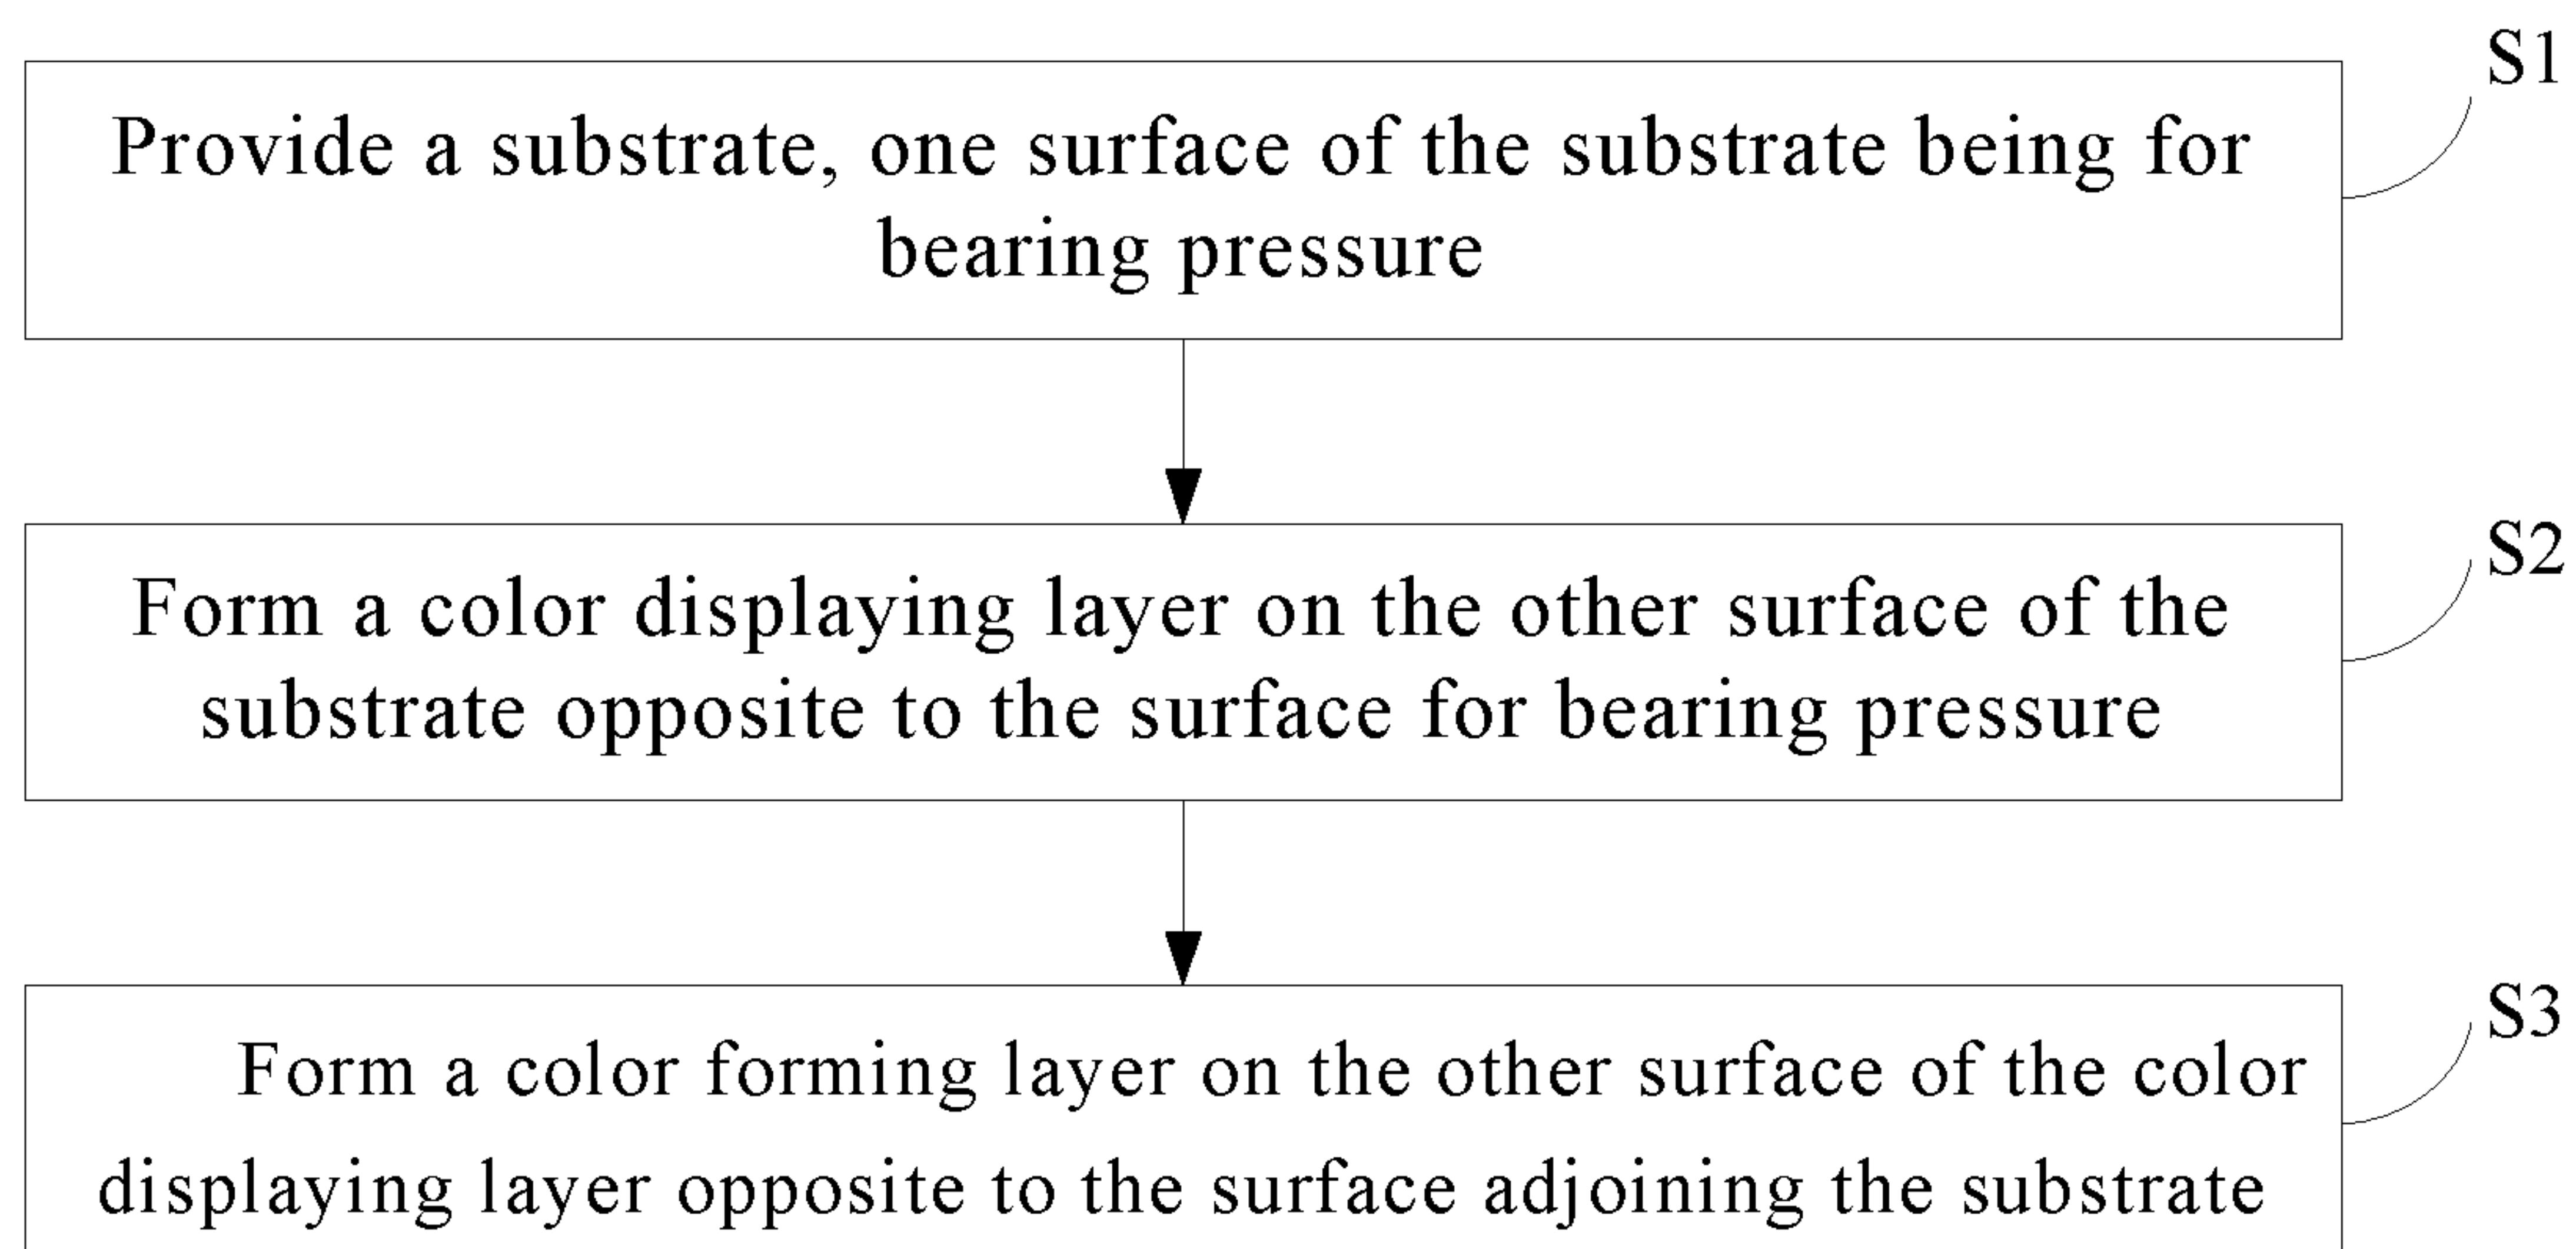 S1
Provide a substrate, one surface of the substrate being for
bearing pressure
S2
Form a color displaying layer on the other surface of the
substrate opposite to the surface for bearing pressure
S3
Form a color forming layer on the other surface of the color
displaying layer opposite to the surface adjoining the substrate